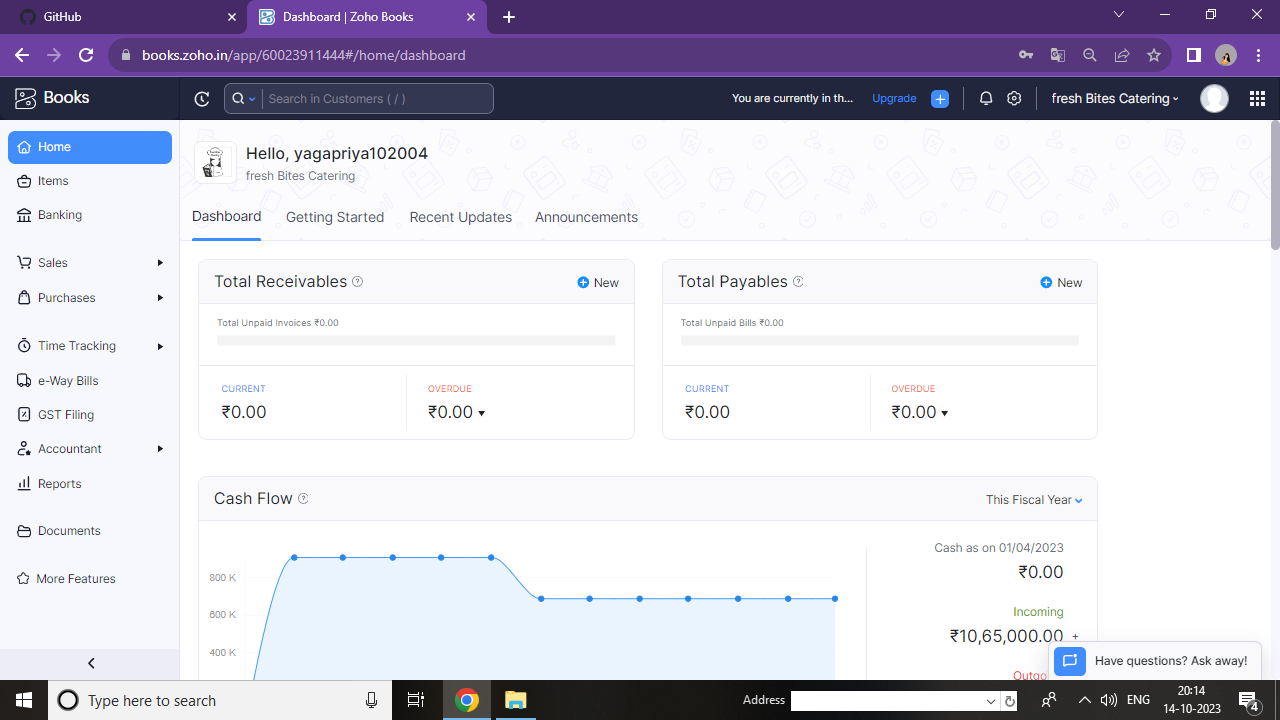 GitHub
Dashboard | Zoho Books
books.zoho.in/app/60023911444#/home/dashboard
Books
Search in Customers ( / )
You are currently in th...
Upgrade
fresh Bites Catering
Home
Items
Banking
Sales
Purchases
Time Tracking
e-Way Bills
GST Filing
Accountant
Reports
Documents
More Features
Hello, yagapriya102004
fresh Bites Catering
Dashboard
Getting Started
Recent Updates
Announcements
Total Receivables
New
Total Unpaid Invoices ₹0.00
CURRENT
₹0.00
OVERDUE
₹0.00
Total Payables
New
Total Unpaid Bills ₹0.00
CURRENT
₹0.00
OVERDUE
₹0.00
Cash Flow
This Fiscal Year
800 K
600 K
400 K
Cash as on 01/04/2023
₹0.00
Incoming
₹10,65,000.00 +
Outgo
Have questions? Ask away!
Type here to search
Address
ENG
20:14
14-10-2023
4